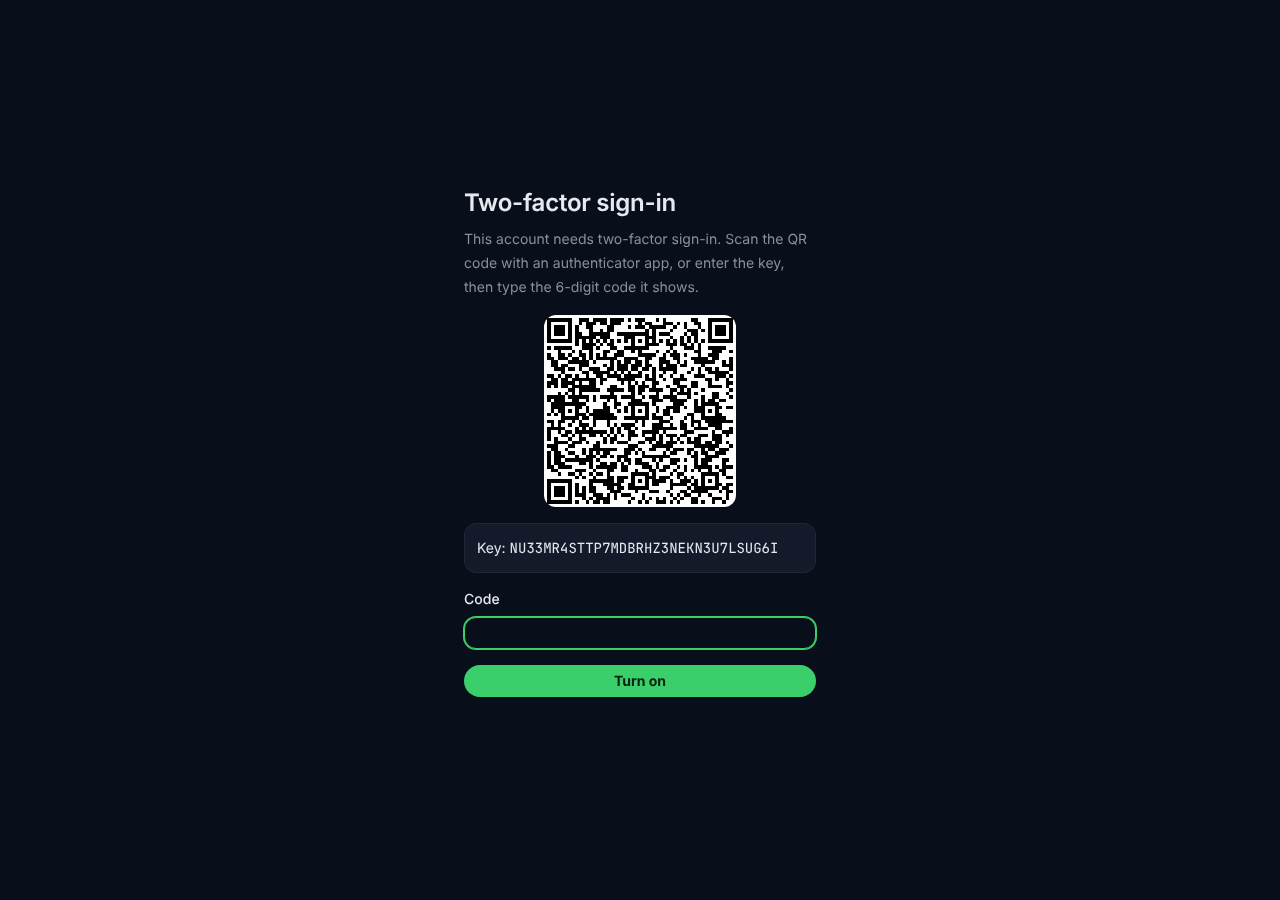 Two-factor sign-in
This account needs two-factor sign-in. Scan the QR
code with an authenticator app, or enter the key,
then type the 6-digit code it shows.
Key: NU33MR4STTP7MDBRHZ3NEKN3U7LSUG6I
Code
Turn on